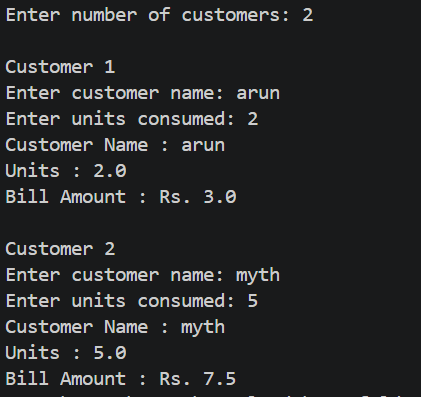 Enter number of customers: 2
Customer 1
Enter customer name: arun
Enter units consumed: 2
Customer Name : arun
Units : 2.0
Bill Amount : Rs. 3.0
Customer 2
Enter customer name: myth
Enter units consumed: 5
Customer Name : myth
Units : 5.0
Bill Amount : Rs. 7.5